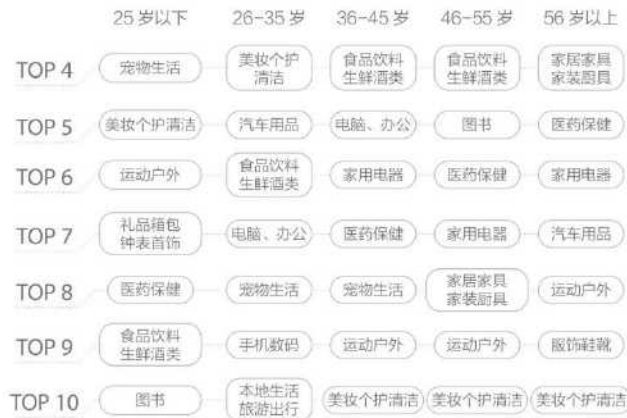 25岁以下 26-35岁 36-45岁 46-55岁 56岁以上
TOP 4 宠物生活 美妆个护 清洁 食品饮料 生鲜酒类 食品饮料 生鲜酒类 家居家具 家装厨具
TOP 5 美妆个护清洁 汽车用品 电脑、办公 图书 医药保健
TOP 6 运动户外 食品饮料 生鲜酒类 家用电器 医药保健 家用电器
TOP 7 礼品箱包 钟表首饰 电脑、办公 医药保健 家用电器 汽车用品
TOP 8 医药保健 宠物生活 宠物生活 家居家具 家装厨具 运动户外
TOP 9 食品饮料 生鲜酒类 手机数码 运动户外 运动户外 服饰鞋靴
TOP 10 图书 本地生活 旅游出行 美妆个护清洁 美妆个护清洁 美妆个护清洁